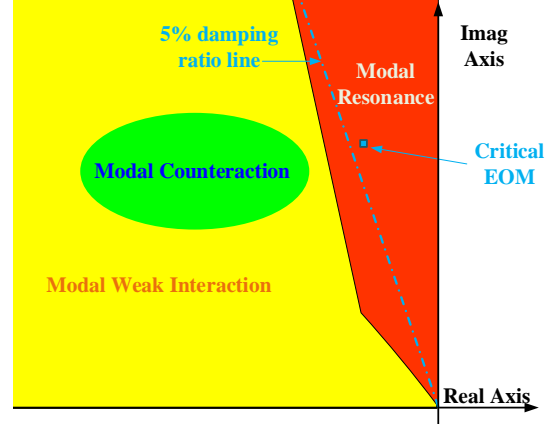 5% damping
ratio line
Imag
Axis
Modal
Resonance
Critical
EOM
Modal Counteraction
Modal Weak Interaction
Real Axis